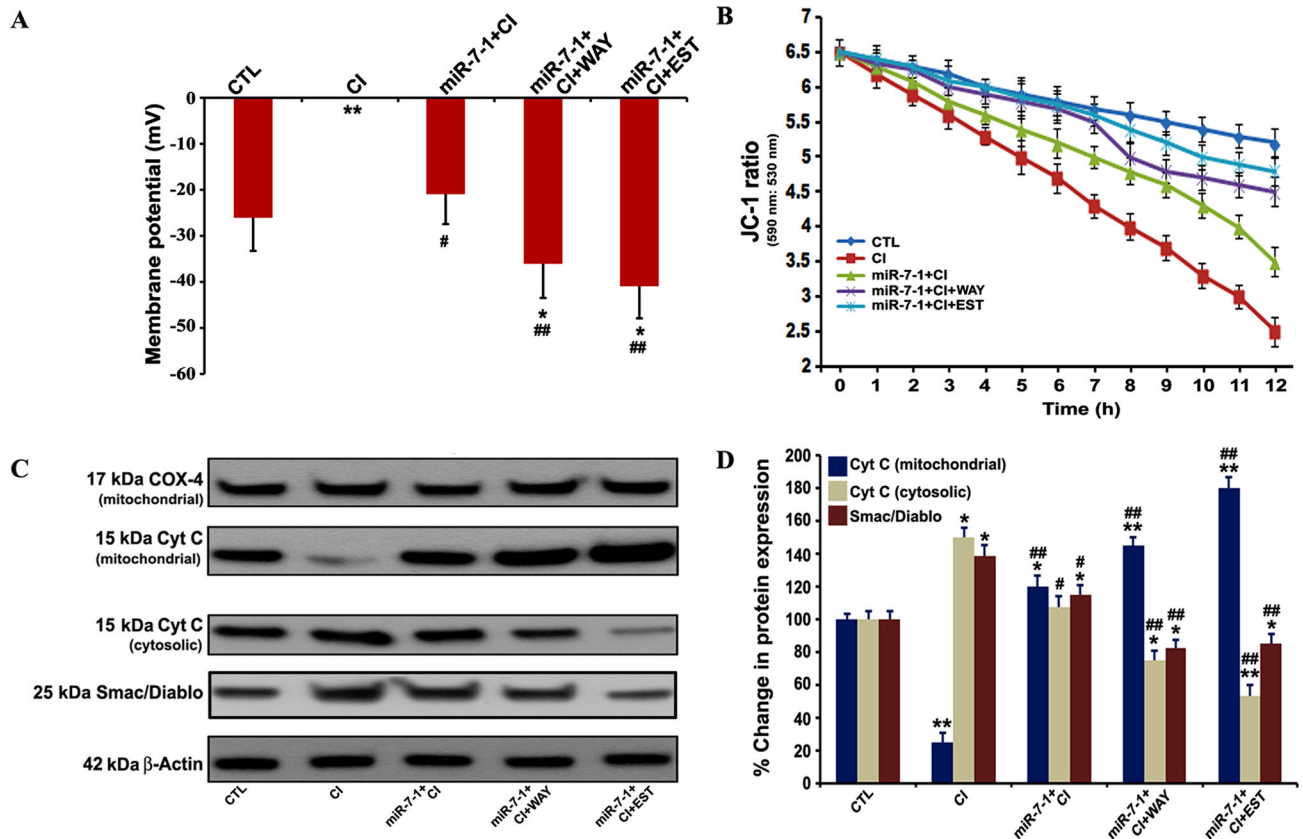 A
CTL
CI
miR-7-1+CI
miR-7-1+
CI+WAY
miR-7-1+
CI+EST
0
-10
-20
-30
-40
-50
-60
Membrane potential (mV)
**
#
*
##
*
##
B
6.5
6
5.5
5
4.5
4
3.5
3
2.5
2
JC-1 ratio
(590 nm: 530 nm)
CTL
CI
miR-7-1+CI
miR-7-1+CI+WAY
miR-7-1+CI+EST
0 1 2 3 4 5 6 7 8 9 10 11 12
Time (h)
C
17 kDa COX-4
(mitochondrial)
15 kDa Cyt C
(mitochondrial)
15 kDa Cyt C
(cytosolic)
25 kDa Smac/Diablo
42 kDa β-Actin
CTL
CI
miR-7-1+
CI
miR-7-1+
CI+WAY
miR-7-1+
CI+EST
D
200
180
160
140
120
100
80
60
40
20
0
% Change in protein expression
Cyt C (mitochondrial)
Cyt C (cytosolic)
Smac/Diablo
**
*
*
##
*
#
#
*
##
**
##
*
##
*
##
**
##
**
##
*
CTL
CI
miR-7-1+
CI
miR-7-1+
CI+WAY
miR-7-1+
CI+EST